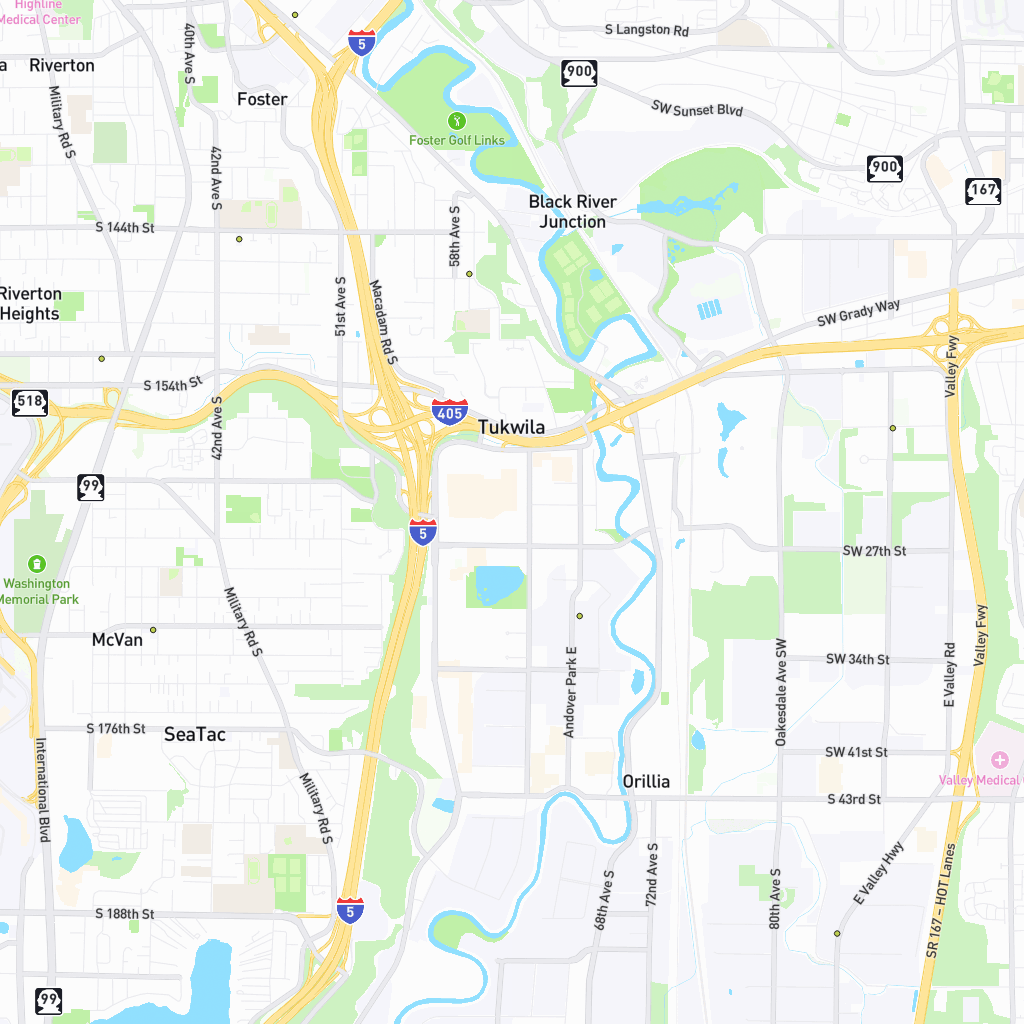 Highline
Medical Center
40th Ave S
5
S Langston Rd
Riverton
900
Foster
Military Rd S
SW Sunset Blvd
Foster Golf Links
42nd Ave S
900
167
Black River
Junction
S 144th St
58th Ave S
Riverton
Heights
51st Ave S
Macadam Rd S
SW Grady Way
Valley Fwy
S 154th St
518
405
42nd Ave S
Tukwila
99
5
SW 27th St
Washington
Memorial Park
Military Rd S
McVan
Valley Fwy
Andover Park E
Oakesdale Ave SW
SW 34th St
E Valley Rd
S 176th St
SeaTac
International Blvd
SW 41st St
Military Rd S
Orillia
Valley Medical
S 43rd St
72nd Ave S
68th Ave S
80th Ave S
E Valley Hwy
SR 167 – HOT Lanes
S 188th St
5
99